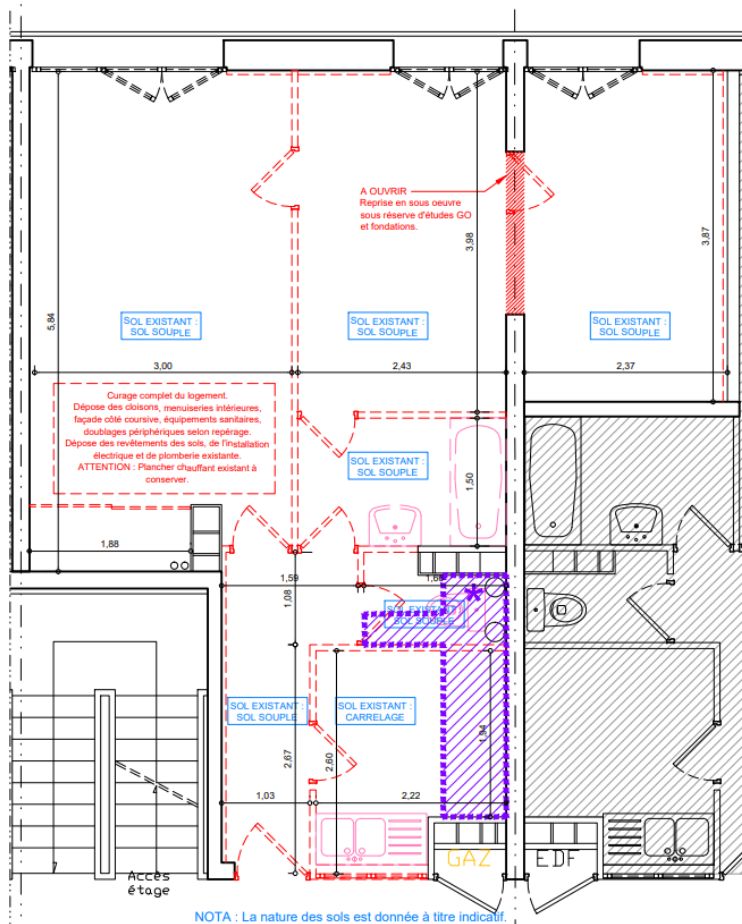 A OUVRIR
Reprise en sous oeuvre
sous réserve d'études GO
et fondations.
3,98
3,87
5,84
SOL EXISTANT :
SOL SOUPLE
SOL EXISTANT :
SOL SOUPLE
SOL EXISTANT :
SOL SOUPLE
3,00
2,43
2,37
Curage complet du logement.
Dépose des cloisons, menuiseries intérieures,
façade côté coursive, équipements sanitaires,
doublages périphériques selon repérage.
Dépose des revêtements des sols, de l'installation
électrique et de plomberie existante.
ATTENTION : Plancher chauffant existant à
conserver.
SOL EXISTANT :
SOL SOUPLE
1,50
1,88
1,59
1,08
SOL EXISTANT
SOL SOUPLE
SOL EXISTANT :
SOL SOUPLE
SOL EXISTANT :
CARRELAGE
1,94
2,67
2,60
1,03
2,22
GAZ
EDF
Accès
étage
NOTA : La nature des sols est donnée à titre indicatif.